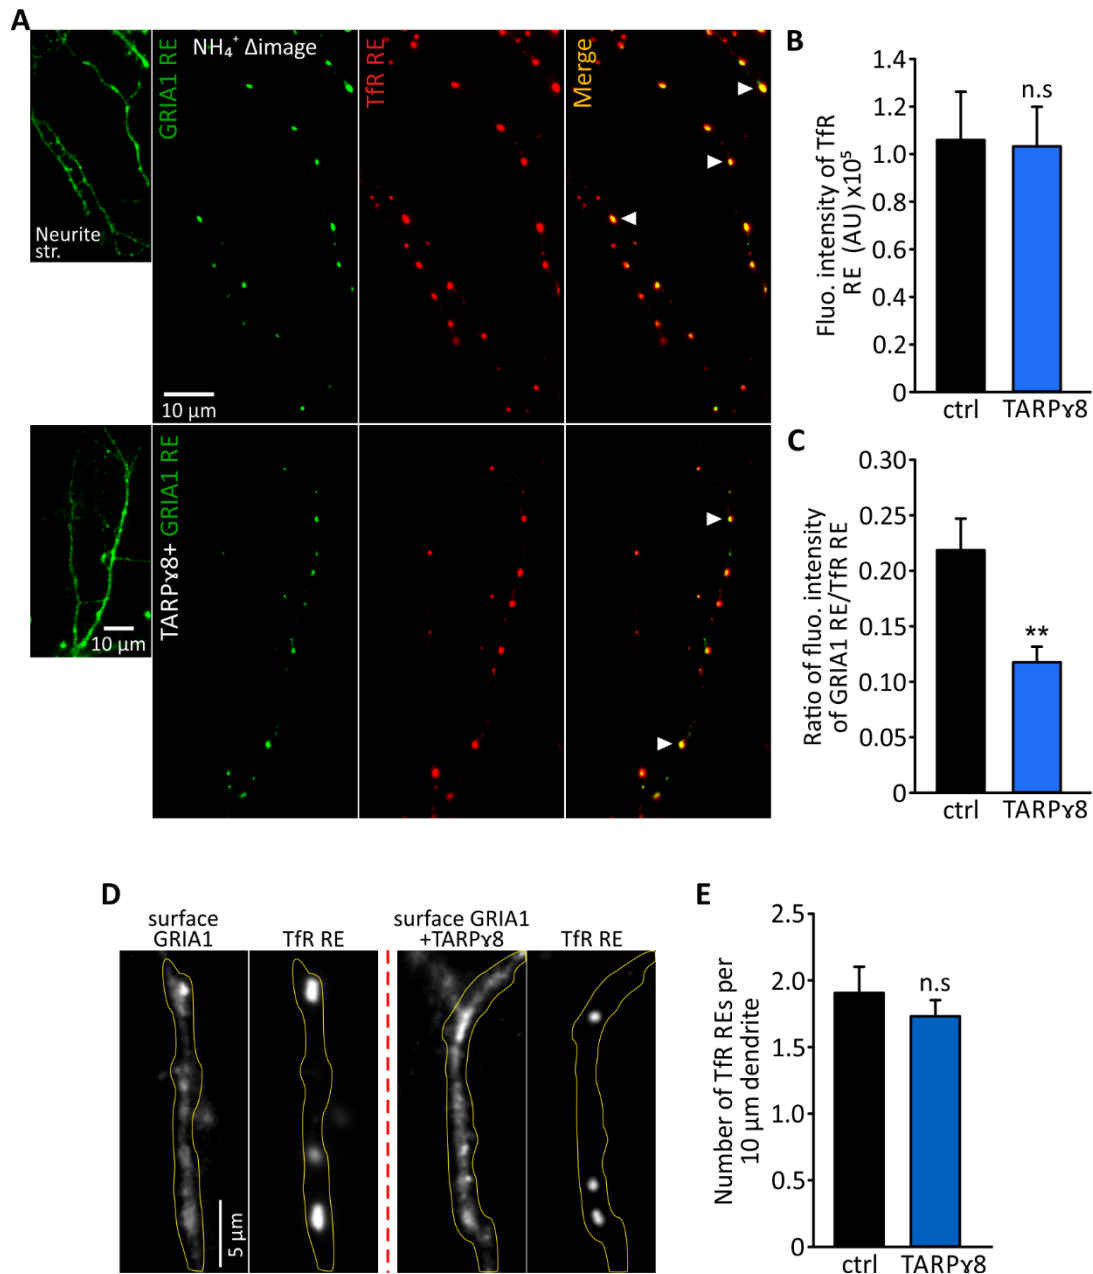 A
GRIA1 RE
NH₄⁺ Δimage
TfR RE
Merge
Neurite
str.
10 µm
TARPɣ8+ GRIA1 RE
10 µm
B
Fluo. intensity of TfR
RE (AU) x10⁵
1.4
1.2
1.0
0.8
0.6
0.4
0.2
0
n.s
ctrl
TARPɣ8
C
Ratio of fluo. intensity
of GRIA1 RE/TfR RE
0.30
0.25
0.20
0.15
0.10
0.05
0
**
ctrl
TARPɣ8
D
surface
GRIA1
TfR RE
surface GRIA1
+TARPɣ8
TfR RE
5 µm
E
Number of TfR REs per
10 µm dendrite
2.5
2.0
1.5
1.0
0.5
0
n.s
ctrl
TARPɣ8